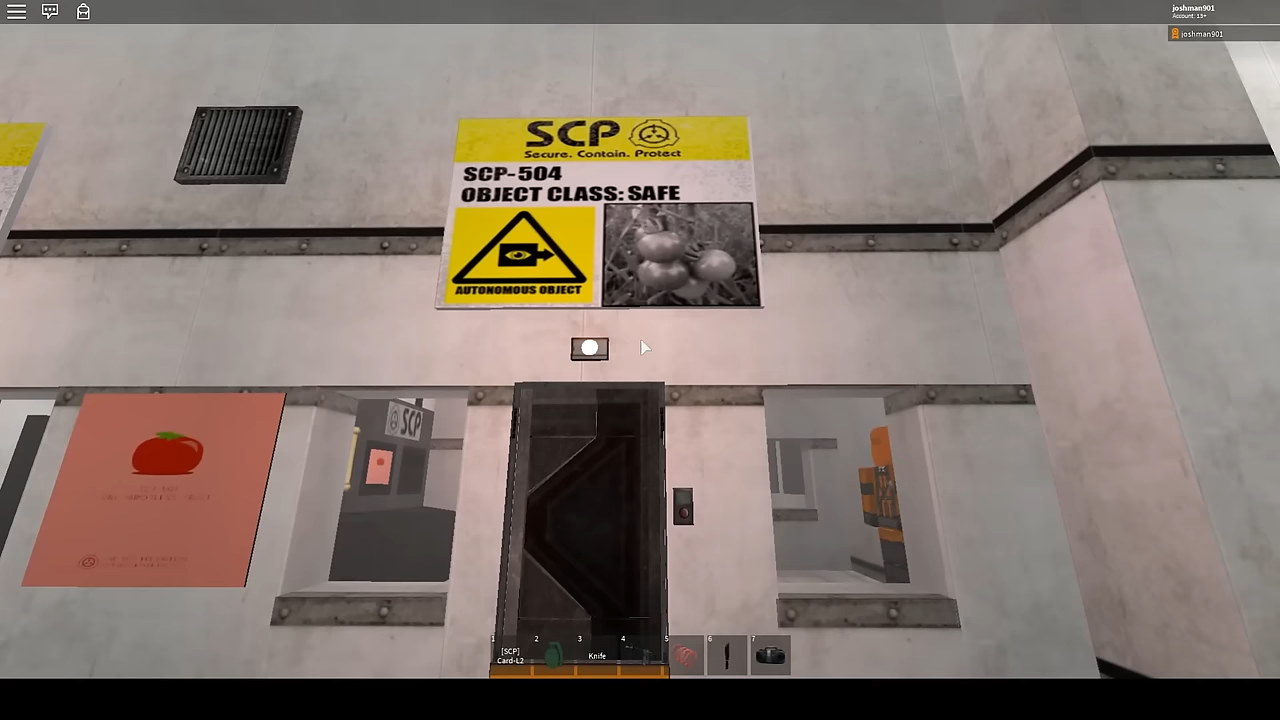 joshman901
Account: 13+
joshman901
SCP
Secure. Contain. Protect
SCP-504
OBJECT CLASS: SAFE
AUTONOMOUS OBJECT
SCP
1 2 3 4 5 6 7
[SCP]
Card-L2
Knife